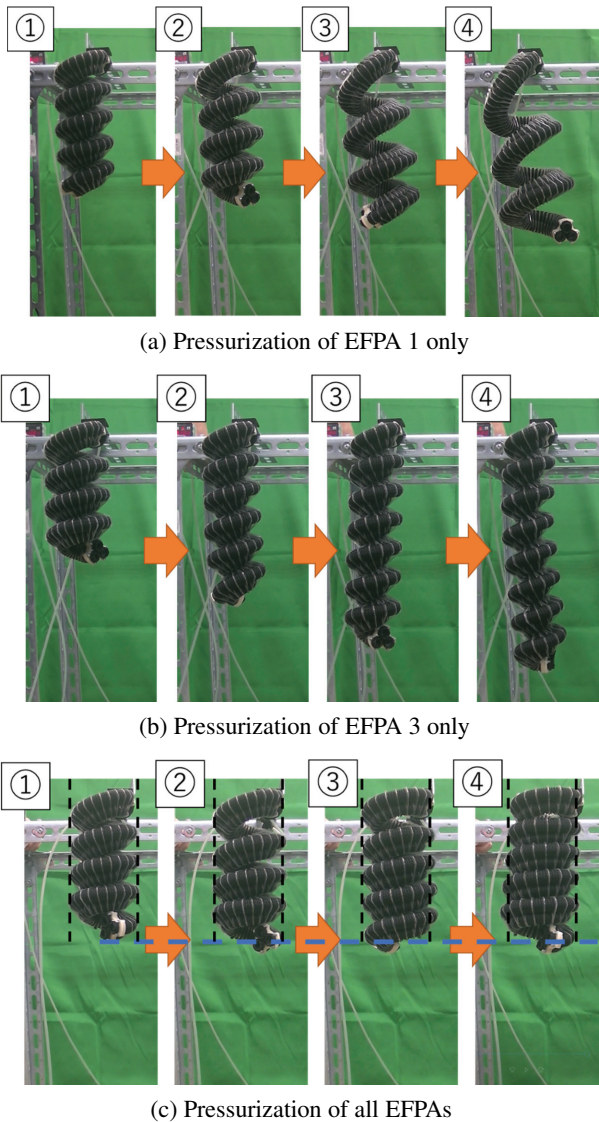 ① ② ③ ④
(a) Pressurization of EFPA 1 only
① ② ③ ④
(b) Pressurization of EFPA 3 only
① ② ③ ④
(c) Pressurization of all EFPAs